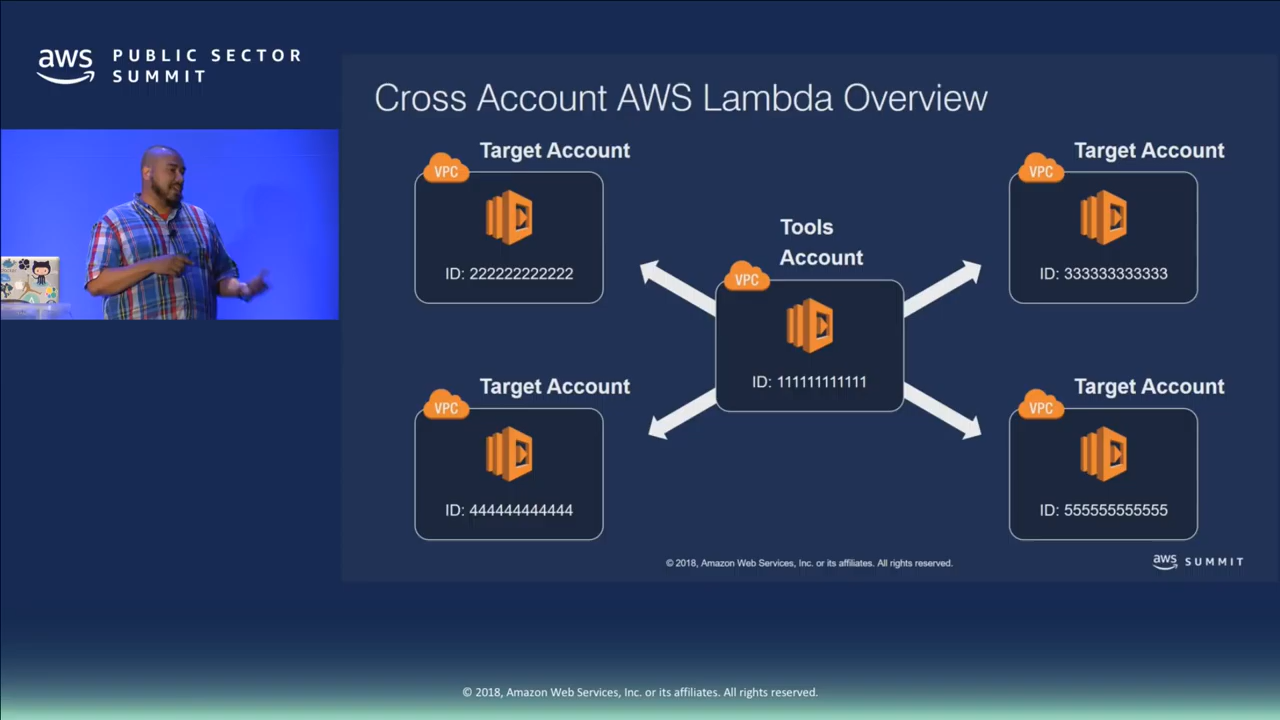 aws PUBLIC SECTOR
SUMMIT
Cross Account AWS Lambda Overview
Target Account
VPC
ID: 222222222222
Target Account
VPC
ID: 333333333333
Tools
Account
VPC
ID: 111111111111
Target Account
VPC
ID: 444444444444
Target Account
VPC
ID: 555555555555
© 2018, Amazon Web Services, Inc. or its affiliates. All rights reserved.
aws SUMMIT
© 2018, Amazon Web Services, Inc. or its affiliates. All rights reserved.